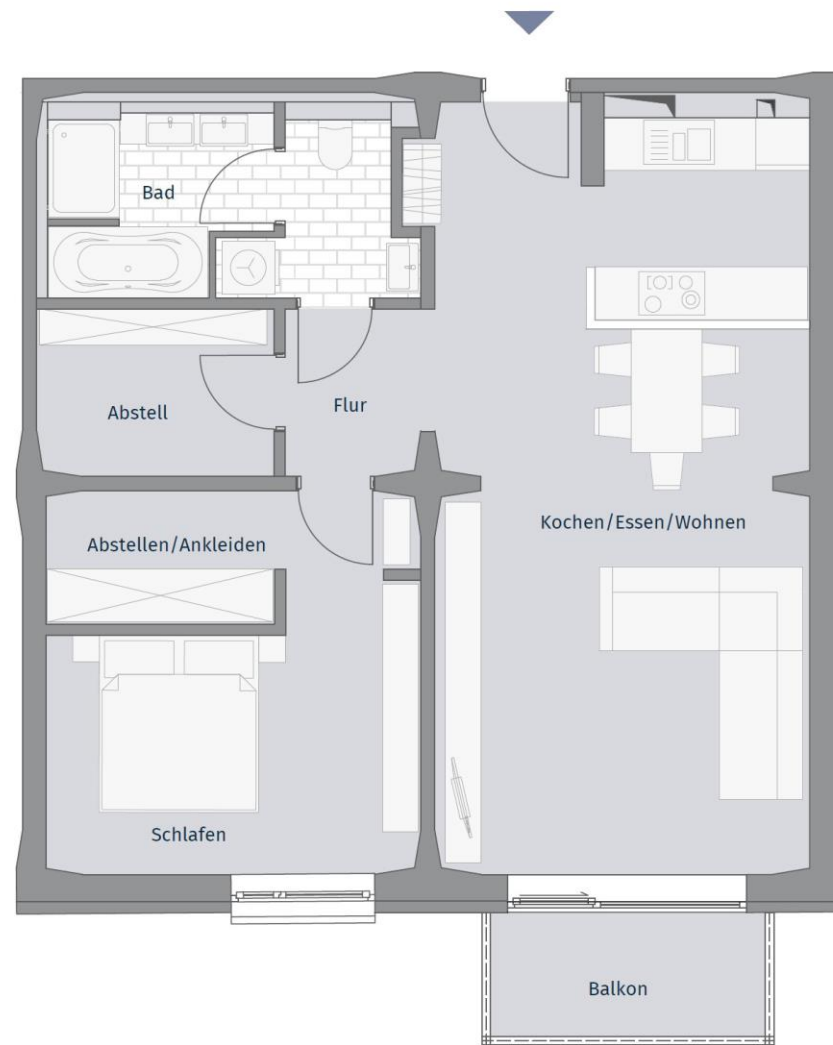 Bad
Abstell
Flur
Abstellen/Ankleiden
Kochen/Essen/Wohnen
Schlafen
Balkon